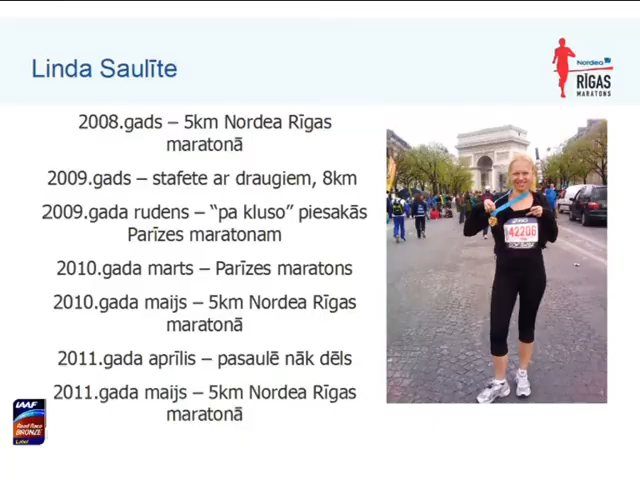 Linda Saulīte
Nordea
RĪGAS
MARATONS
2008.gads – 5km Nordea Rīgas
maratonā
2009.gads – stafete ar draugiem, 8km
2009.gada rudens – “pa kluso” piesakās
Parīzes maratonam
2010.gada marts – Parīzes maratons
2010.gada maijs – 5km Nordea Rīgas
maratonā
2011.gada aprīlis – pasaulē nāk dēls
2011.gada maijs – 5km Nordea Rīgas
maratonā
IAAF
Road Race
BRONZE
Label
42206